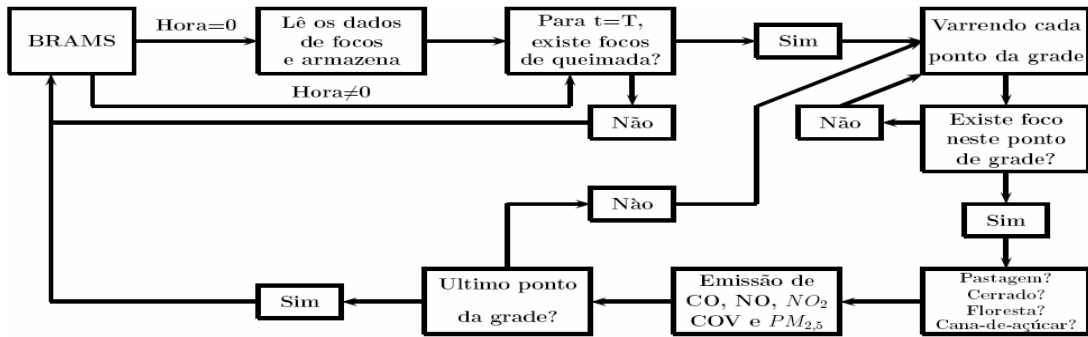 BRAMS
Hora=0
Hora≠0
Lê os dados
de focos
e armazena
Para t=T,
existe focos
de queimada?
Sim
Não
Varrendo cada
ponto da grade
Não
Existe foco
neste ponto
de grade?
Sim
Pastagem?
Cerrado?
Floresta?
Cana-de-açúcar?
Emissão de
CO, NO, NO₂
COV e PM₂,₅
Ultimo ponto
da grade?
Nào
Sim